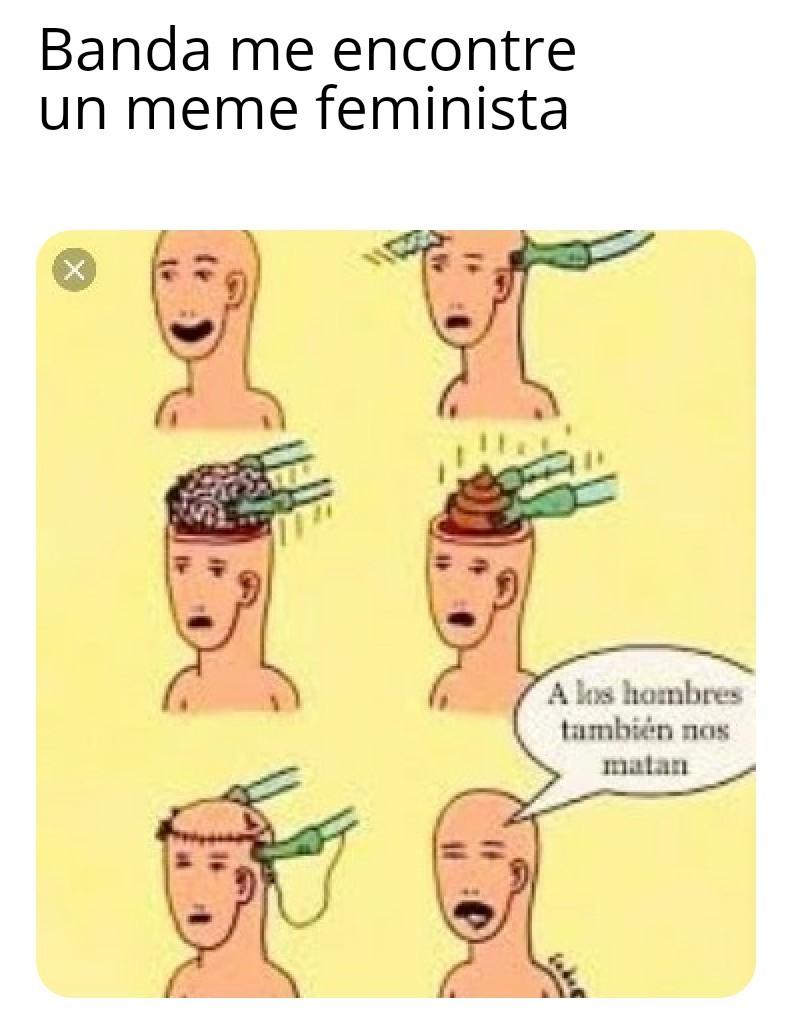 Banda me encontre
un meme feminista
A los hombres
también nos
matan